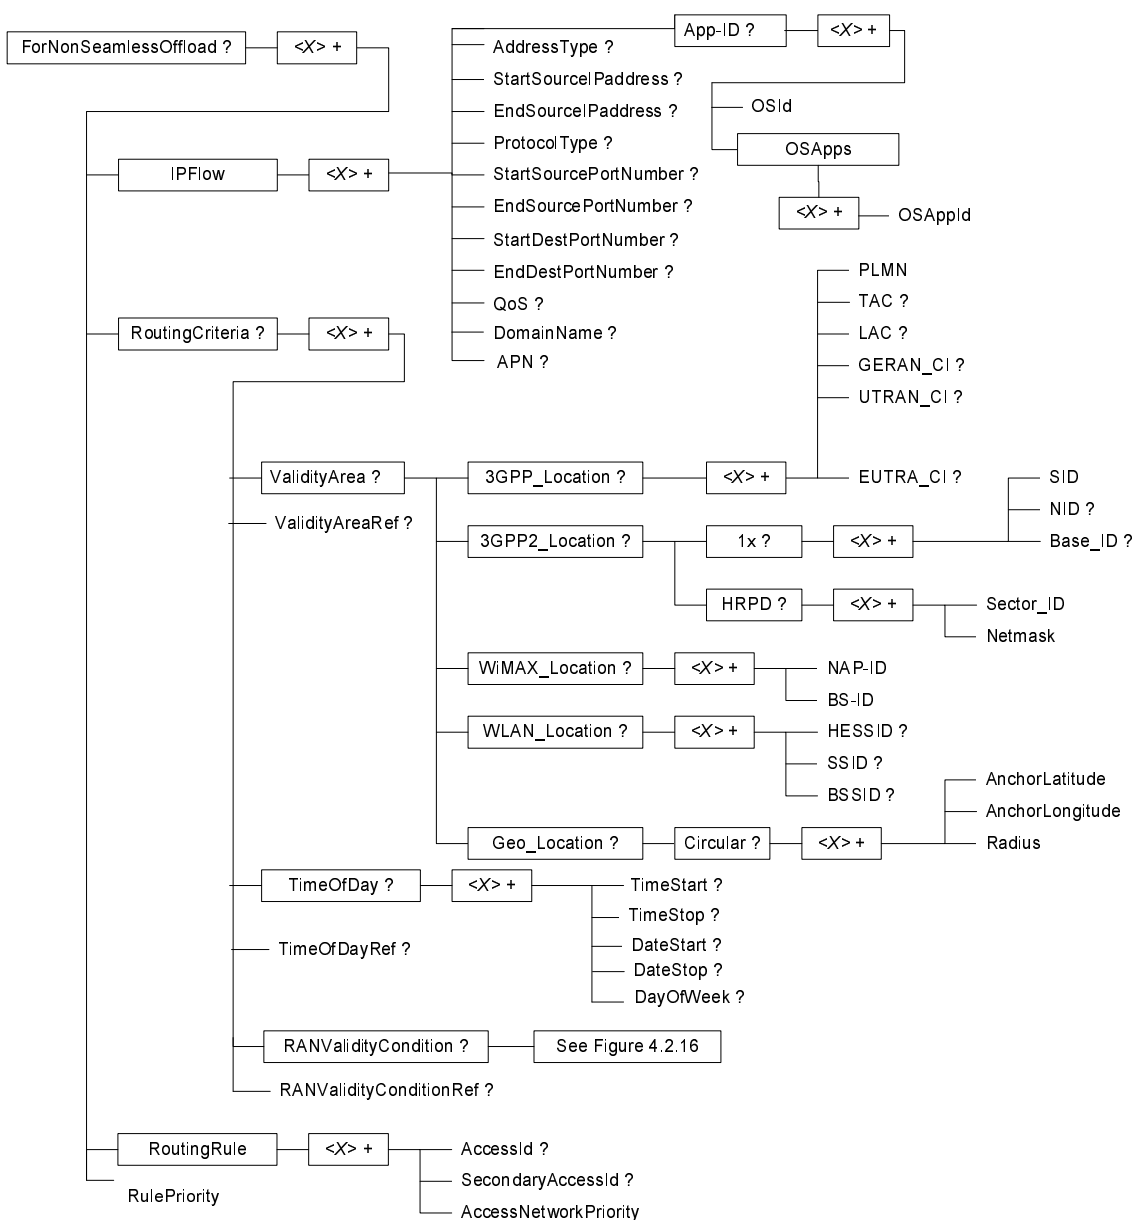 ForNonSeamlessOffload ?
<X> +
App-ID ?
<X> +
AddressType ?
StartSourceIPaddress ?
EndSourceIPaddress ?
ProtocolType ?
StartSourcePortNumber ?
EndSourcePortNumber ?
StartDestPortNumber ?
EndDestPortNumber ?
QoS ?
DomainName ?
APN ?
OSId
OSApps
<X> +
OSAppId
IPFlow
<X> +
RoutingCriteria ?
<X> +
PLMN
TAC ?
LAC ?
GERAN_CI ?
UTRAN_CI ?
ValidityArea ?
3GPP_Location ?
<X> +
EUTRA_CI ?
ValidityAreaRef ?
3GPP2_Location ?
1x ?
<X> +
SID
NID ?
Base_ID ?
HRPD ?
<X> +
Sector_ID
Netmask
WiMAX_Location ?
<X> +
NAP-ID
BS-ID
WLAN_Location ?
<X> +
HESSID ?
SSID ?
BSSID ?
Geo_Location ?
Circular ?
<X> +
AnchorLatitude
AnchorLongitude
Radius
TimeOfDay ?
<X> +
TimeStart ?
TimeStop ?
DateStart ?
DateStop ?
DayOfWeek ?
TimeOfDayRef ?
RANValidityCondition ?
See Figure 4.2.16
RANValidityConditionRef ?
RoutingRule
<X> +
AccessId ?
SecondaryAccessId ?
AccessNetworkPriority
RulePriority